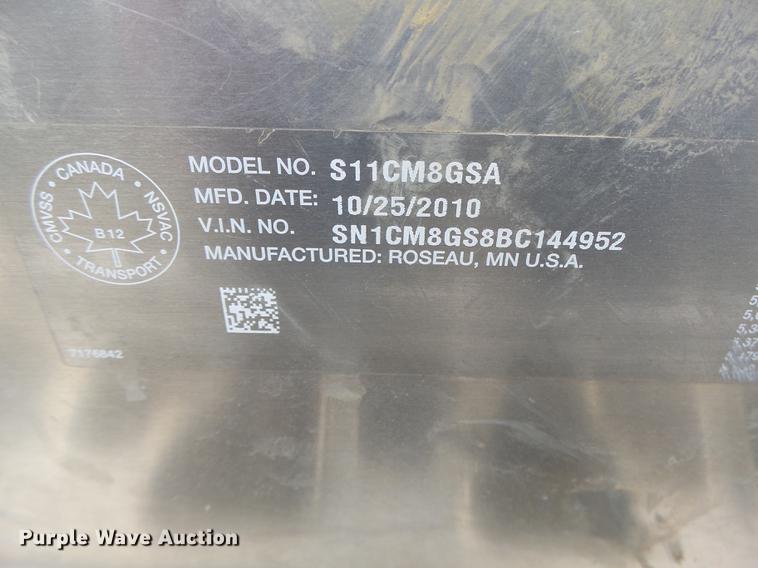 CANADA
CMVSS · NSVAC
B12
TRANSPORT
MODEL NO. S11CM8GSA
MFD. DATE: 10/25/2010
V.I.N. NO. SN1CM8GS8BC144952
MANUFACTURED: ROSEAU, MN U.S.A.
7176842
Purple Wave Auction